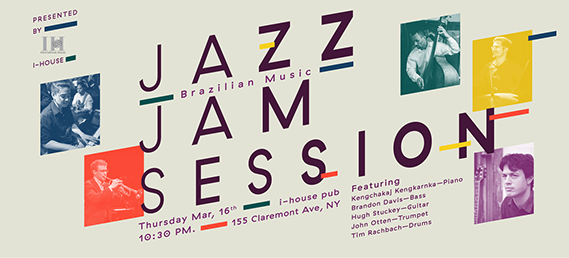 PRESENTED
BY
I-HOUSE
JAZZ
Brazilian Music
JAM
SESSION
Thursday Mar, 16th i-house pub
10:30 PM. 155 Claremont Ave, NY
Featuring
Kengchakaj Kengkarnka—Piano
Brandon Davis—Bass
Hugh Stuckey—Guitar
John Otten—Trumpet
Tim Rachbach—Drums